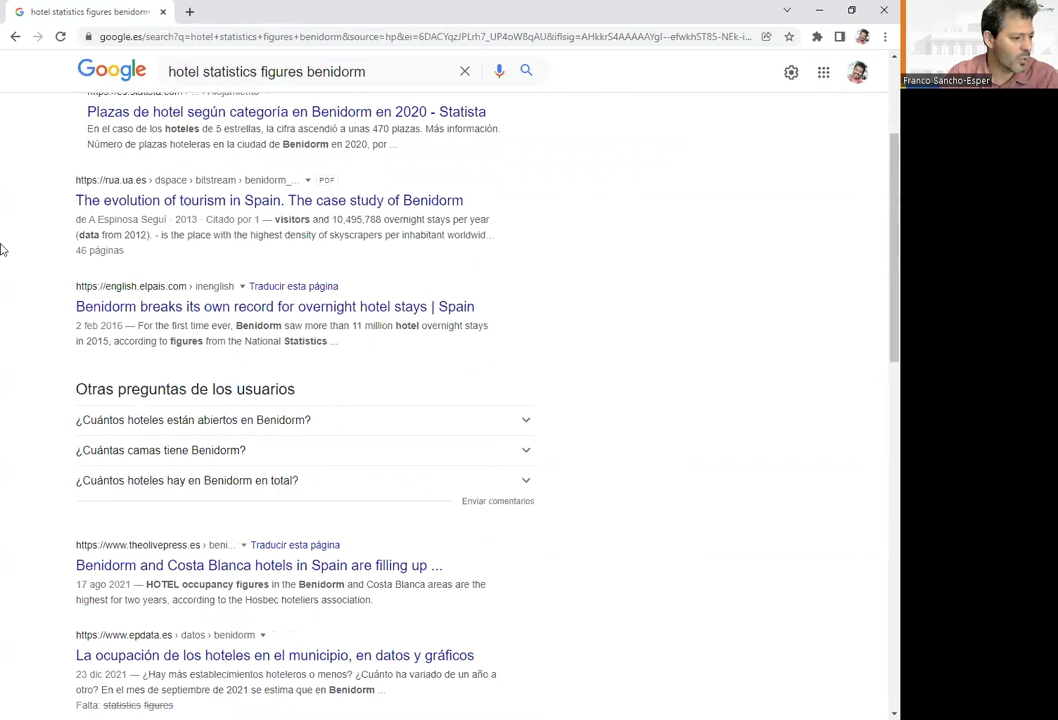 hotel statistics figures benidorm
google.es/search?q=hotel+statistics+figures+benidorm&source=hp&ei=6DACYqzJPLrh7_UP4oW8qAU&iflsig=AHkkrS4AAAAAYgI--efwkhST85-NEk-i...
Google
hotel statistics figures benidorm
Franco Sancho-Esper
https://es.statista.com › ... › Alojamiento
Plazas de hotel según categoría en Benidorm en 2020 - Statista
En el caso de los hoteles de 5 estrellas, la cifra ascendió a unas 470 plazas. Más información.
Número de plazas hoteleras en la ciudad de Benidorm en 2020, por ...
https://rua.ua.es › dspace › bitstream › benidorm_... PDF
The evolution of tourism in Spain. The case study of Benidorm
de A Espinosa Seguí · 2013 · Citado por 1 — visitors and 10,495,788 overnight stays per year
(data from 2012). - is the place with the highest density of skyscrapers per inhabitant worldwid...
46 páginas
https://english.elpais.com › inenglish Traducir esta página
Benidorm breaks its own record for overnight hotel stays | Spain
2 feb 2016 — For the first time ever, Benidorm saw more than 11 million hotel overnight stays
in 2015, according to figures from the National Statistics ...
Otras preguntas de los usuarios
¿Cuántos hoteles están abiertos en Benidorm?
¿Cuántas camas tiene Benidorm?
¿Cuántos hoteles hay en Benidorm en total?
Enviar comentarios
https://www.theolivepress.es › beni... Traducir esta página
Benidorm and Costa Blanca hotels in Spain are filling up ...
17 ago 2021 — HOTEL occupancy figures in the Benidorm and Costa Blanca areas are the
highest for two years, according to the Hosbec hoteliers association.
https://www.epdata.es › datos › benidorm
La ocupación de los hoteles en el municipio, en datos y gráficos
23 dic 2021 — ¿Hay más establecimientos hoteleros o menos? ¿Cuánto ha variado de un año a
otro? En el mes de septiembre de 2021 se estima que en Benidorm ...
Falta: statistics figures